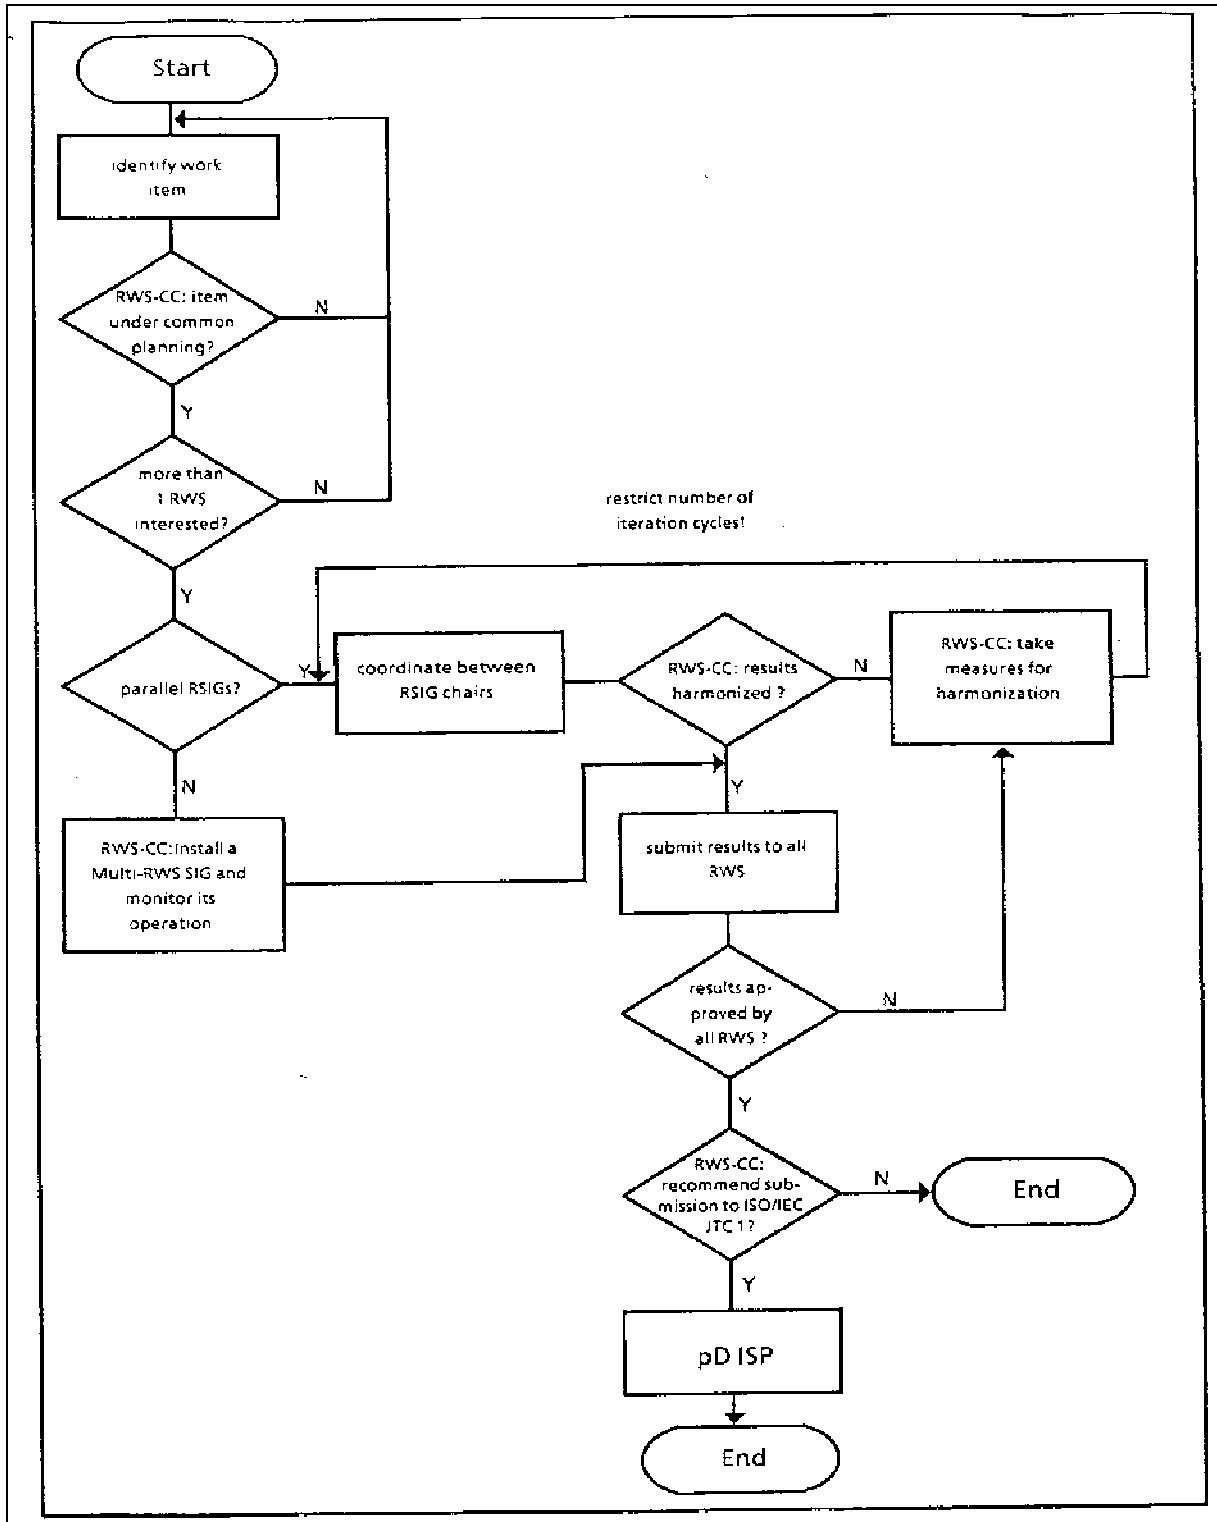 Start
identify work
item
RWS-CC: item
under common
planning?
N
Y
more than
1 RWS
interested?
N
restrict number of
iteration cycles!
Y
parallel RSIGs?
Y
coordinate between
RSIG chairs
RWS-CC: results
harmonized ?
N
RWS-CC: take
measures for
harmonization
N
Y
RWS-CC:install a
Multi-RWS SIG and
monitor its
operation
submit results to all
RWS
results ap-
proved by
all RWS ?
N
Y
RWS-CC:
recommend sub-
mission to ISO/IEC
JTC 1?
N
End
Y
pD ISP
End